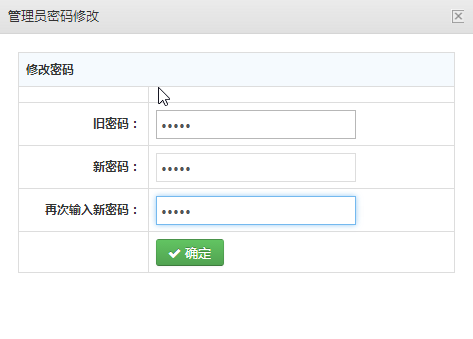 管理员密码修改
修改密码
旧密码： •••••
新密码： •••••
再次输入新密码： •••••
确定